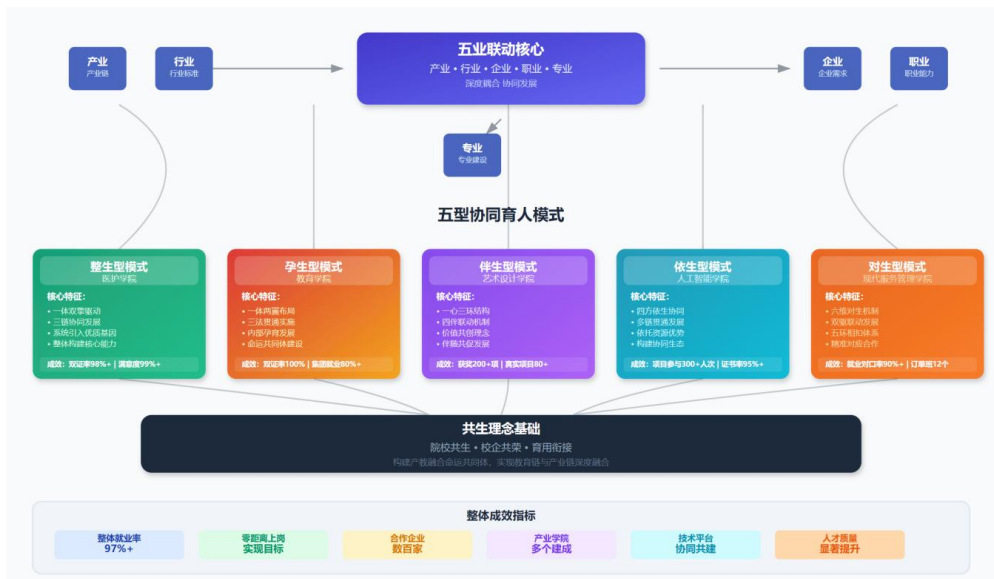 五业联动核心
产业・行业・企业・职业・专业
深度耦合 协同发展
产业
产业链
行业
行业标准
企业
企业需求
职业
职业能力
专业
专业建设
五型协同育人模式
整生型模式
医护学院
核心特征：
• 一体双擎驱动
• 三链协同发展
• 系统引入优质基因
• 整体构建核心能力
成效：双证率98%+ | 满意度99%+
孕生型模式
教育学院
核心特征：
• 一体两翼布局
• 三法贯通实施
• 内部孕育发展
• 命运共同体建设
成效：双证率100% | 集团就业80%+
伴生型模式
艺术设计学院
核心特征：
• 一心三环结构
• 四伴联动机制
• 价值共创理念
• 伴随共促发展
成效：获奖200+项 | 真实项目80+
依生型模式
人工智能学院
核心特征：
• 四方依生协同
• 多链贯通发展
• 依托资源优势
• 构建协同生态
成效：项目参与300+人次 | 证书率95%+
对生型模式
现代服务管理学院
核心特征：
• 六维对生机制
• 双驱联动发展
• 五环相扣体系
• 精准对应合作
成效：就业对口率90%+ | 订单班12个
共生理念基础
院校共生・校企共荣・育用衔接
构建产教融合命运共同体，实现教育链与产业链深度融合
整体成效指标
整体就业率
97%+
零距离上岗
实现目标
合作企业
数百家
产业学院
多个建成
技术平台
协同共建
人才质量
显著提升